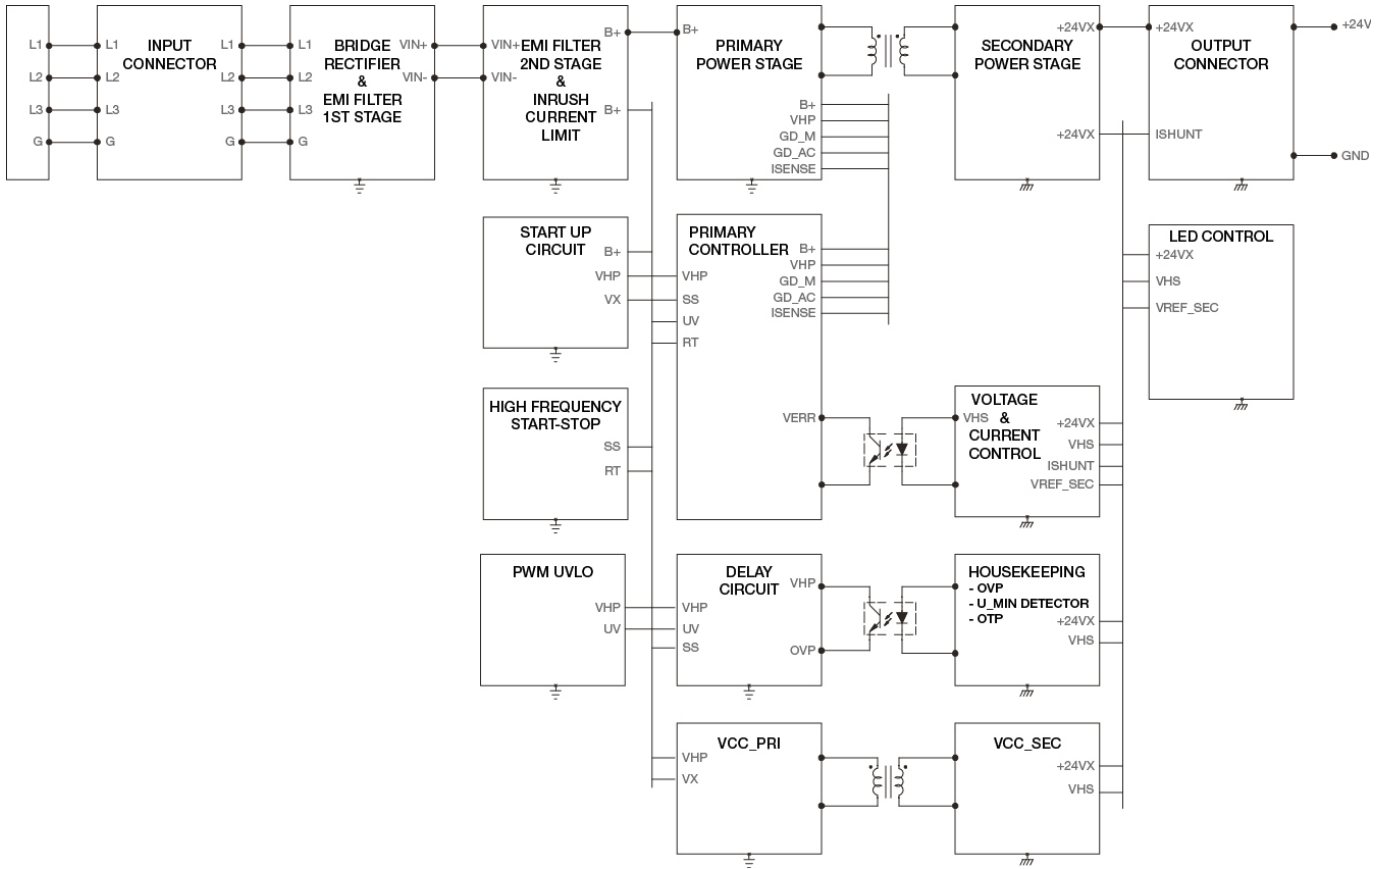 L1
L2
L3
G
L1
L2
L3
G
INPUT
CONNECTOR
L1
L2
L3
G
L1
L2
L3
G
BRIDGE
RECTIFIER
&
EMI FILTER
1ST STAGE
VIN+
VIN-
VIN+
VIN-
EMI FILTER
2ND STAGE
&
INRUSH
CURRENT
LIMIT
B+
B+
B+
PRIMARY
POWER STAGE
B+
VHP
GD_M
GD_AC
ISENSE
SECONDARY
POWER STAGE
+24VX
+24VX
+24VX
ISHUNT
OUTPUT
CONNECTOR
+24V
GND
START UP
CIRCUIT
B+
VHP
VX
PRIMARY
CONTROLLER
VHP
SS
UV
RT
B+
VHP
GD_M
GD_AC
ISENSE
VERR
LED CONTROL
+24VX
VHS
VREF_SEC
HIGH FREQUENCY
START-STOP
SS
RT
VOLTAGE
VHS &
CURRENT
CONTROL
+24VX
VHS
ISHUNT
VREF_SEC
PWM UVLO
VHP
UV
DELAY
CIRCUIT
VHP
UV
SS
VHP
OVP
HOUSEKEEPING
- OVP
- U_MIN DETECTOR
- OTP
+24VX
VHS
VCC_PRI
VHP
VX
VCC_SEC
+24VX
VHS